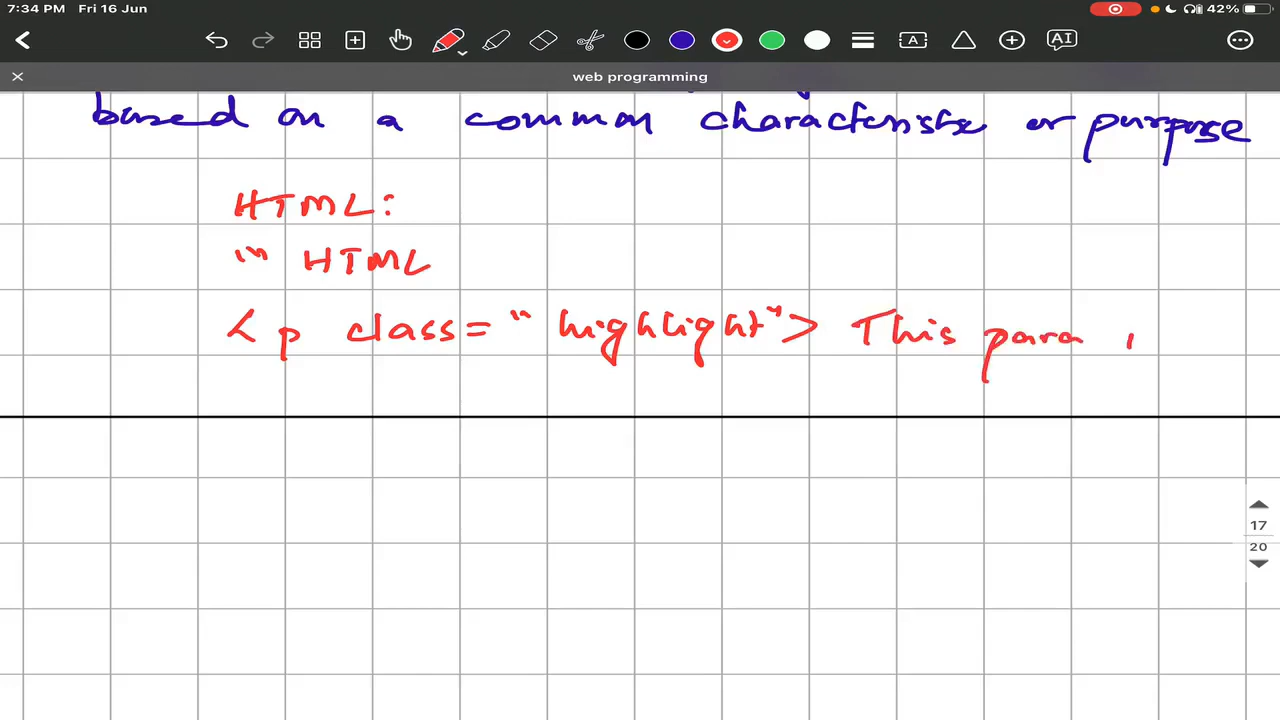 7:34 PM Fri 16 Jun 42%
AI
web programming
based on a common characteristic or purpose
HTML:
"' HTML
<p class="highlight"> This para
17
20